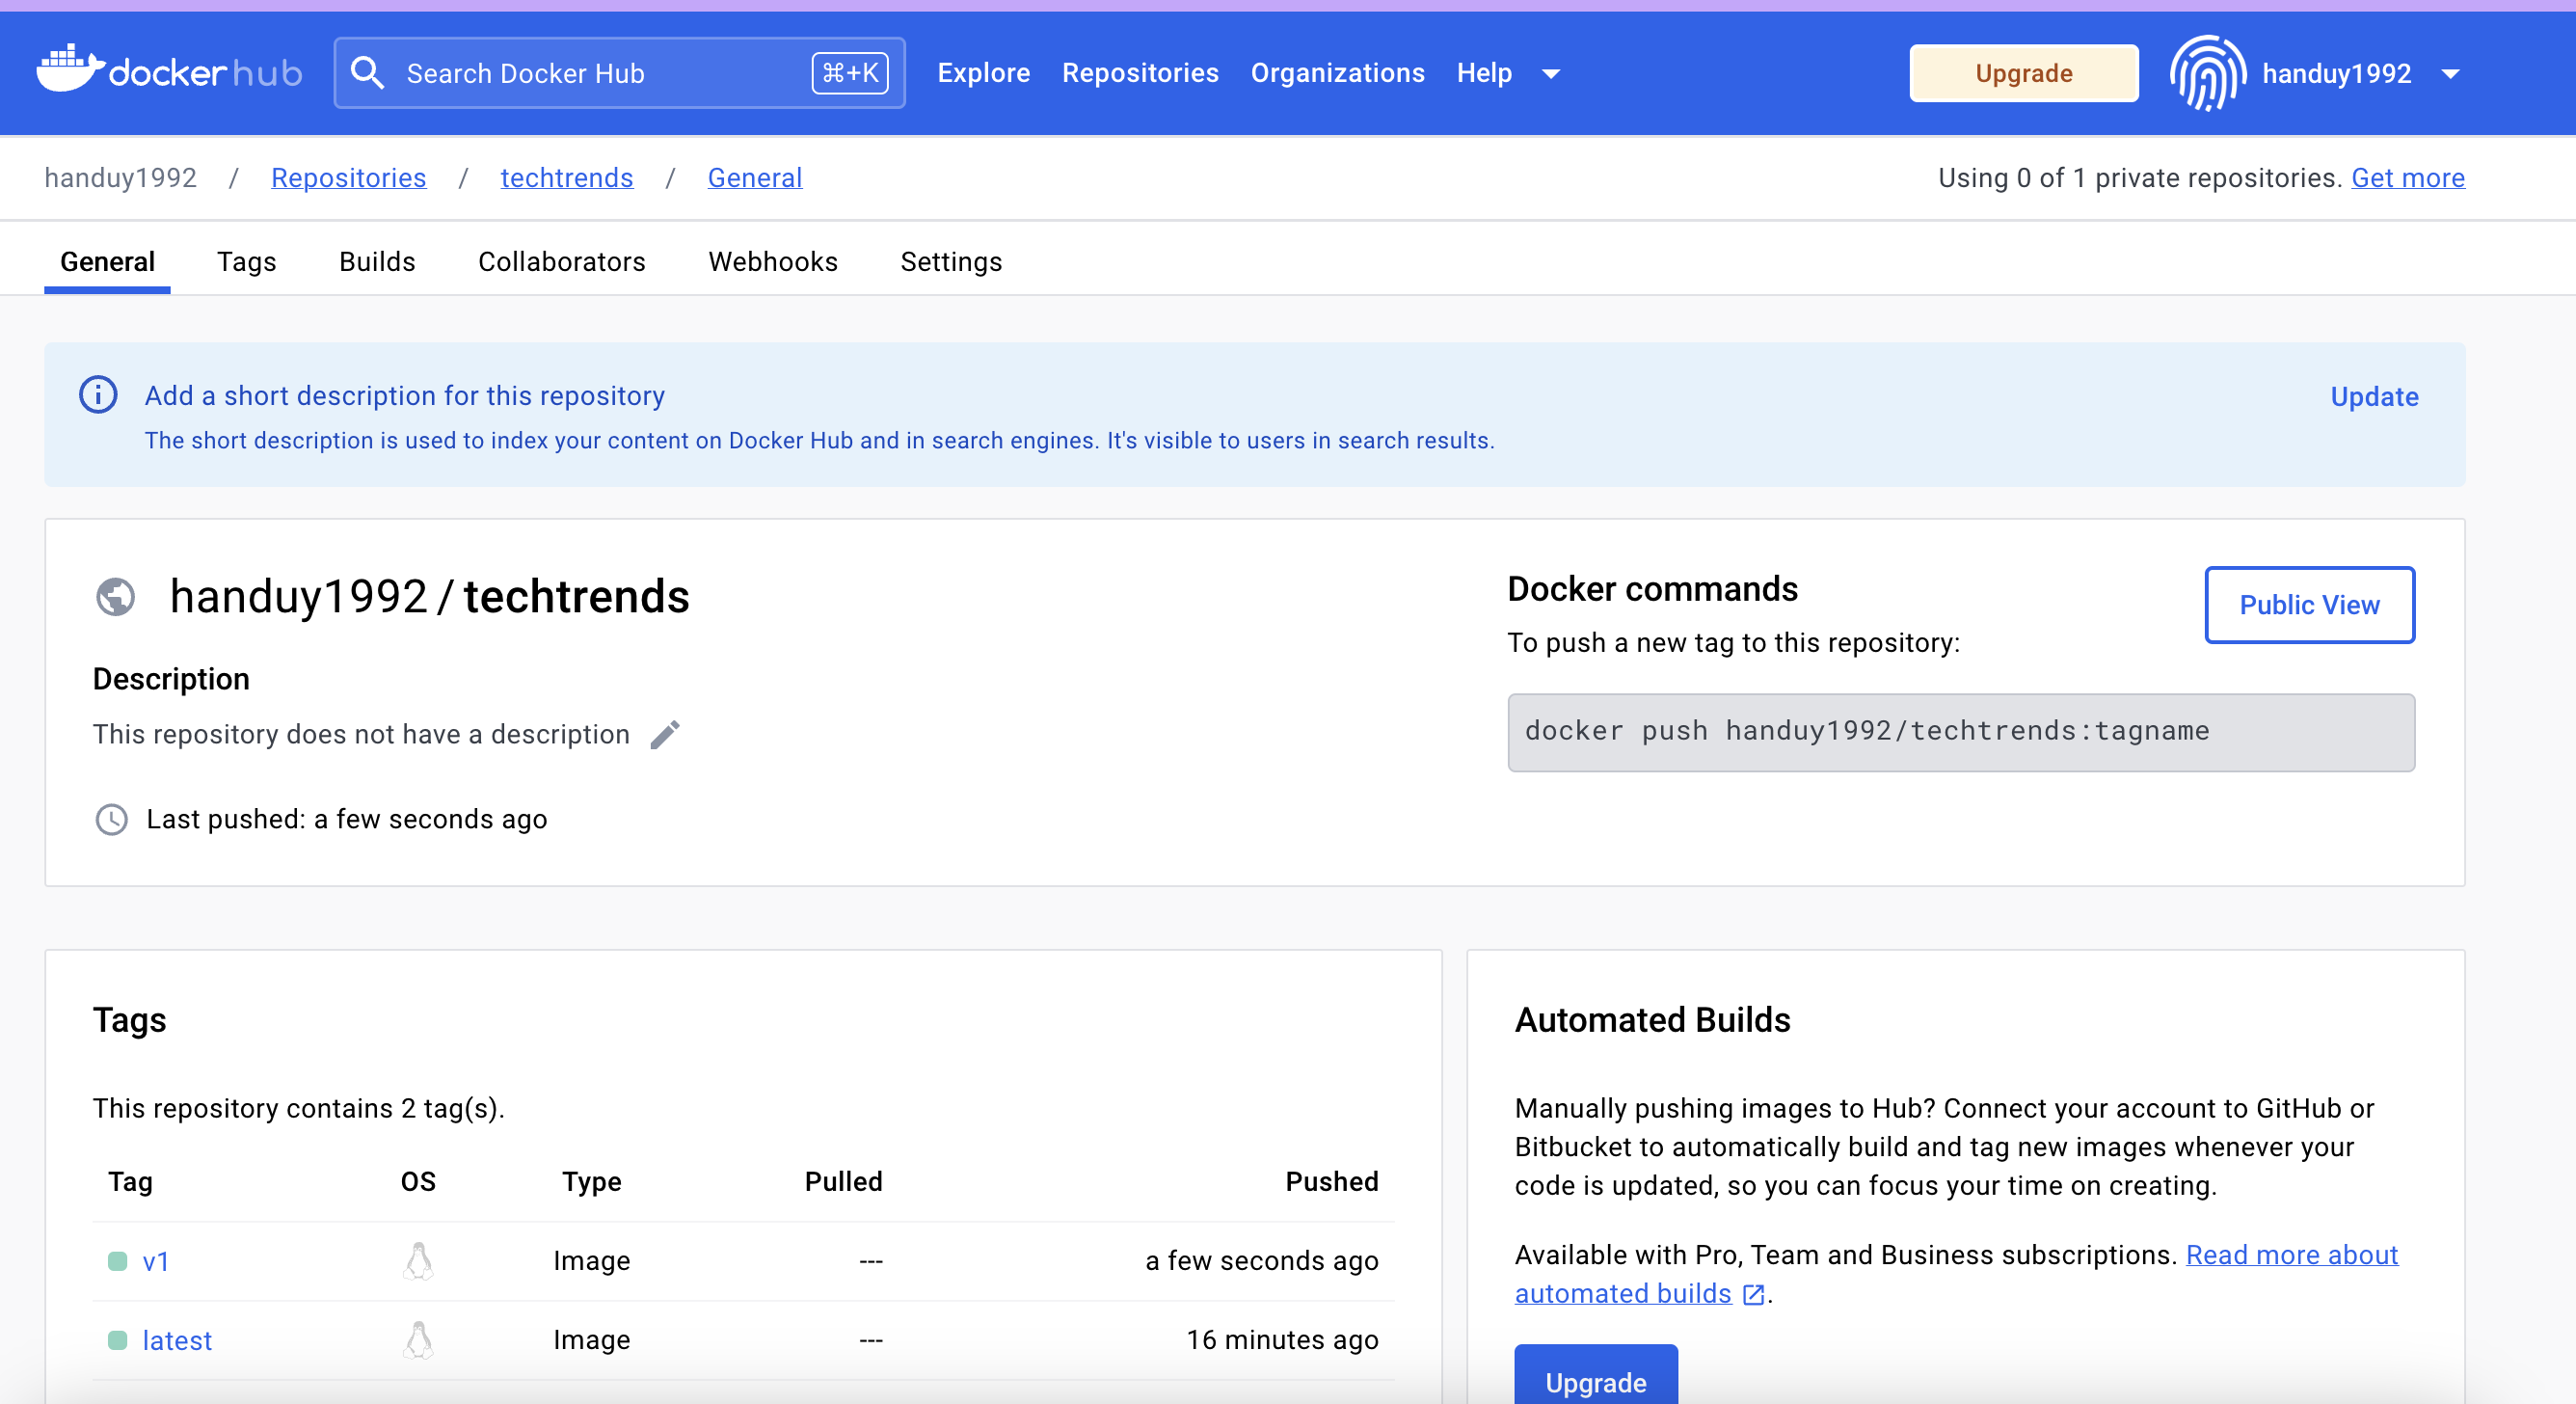 dockerhub Search Docker Hub ⌘+K Explore Repositories Organizations Help Upgrade handuy1992
handuy1992 / Repositories / techtrends / General Using 0 of 1 private repositories. Get more
General Tags Builds Collaborators Webhooks Settings
Add a short description for this repository Update
The short description is used to index your content on Docker Hub and in search engines. It's visible to users in search results.
handuy1992 / techtrends
Description
This repository does not have a description
Last pushed: a few seconds ago
Docker commands
Public View
To push a new tag to this repository:
docker push handuy1992/techtrends:tagname
Tags
This repository contains 2 tag(s).
Tag OS Type Pulled Pushed
v1 Image --- a few seconds ago
latest Image --- 16 minutes ago
Automated Builds
Manually pushing images to Hub? Connect your account to GitHub or
Bitbucket to automatically build and tag new images whenever your
code is updated, so you can focus your time on creating.
Available with Pro, Team and Business subscriptions. Read more about
automated builds .
Upgrade